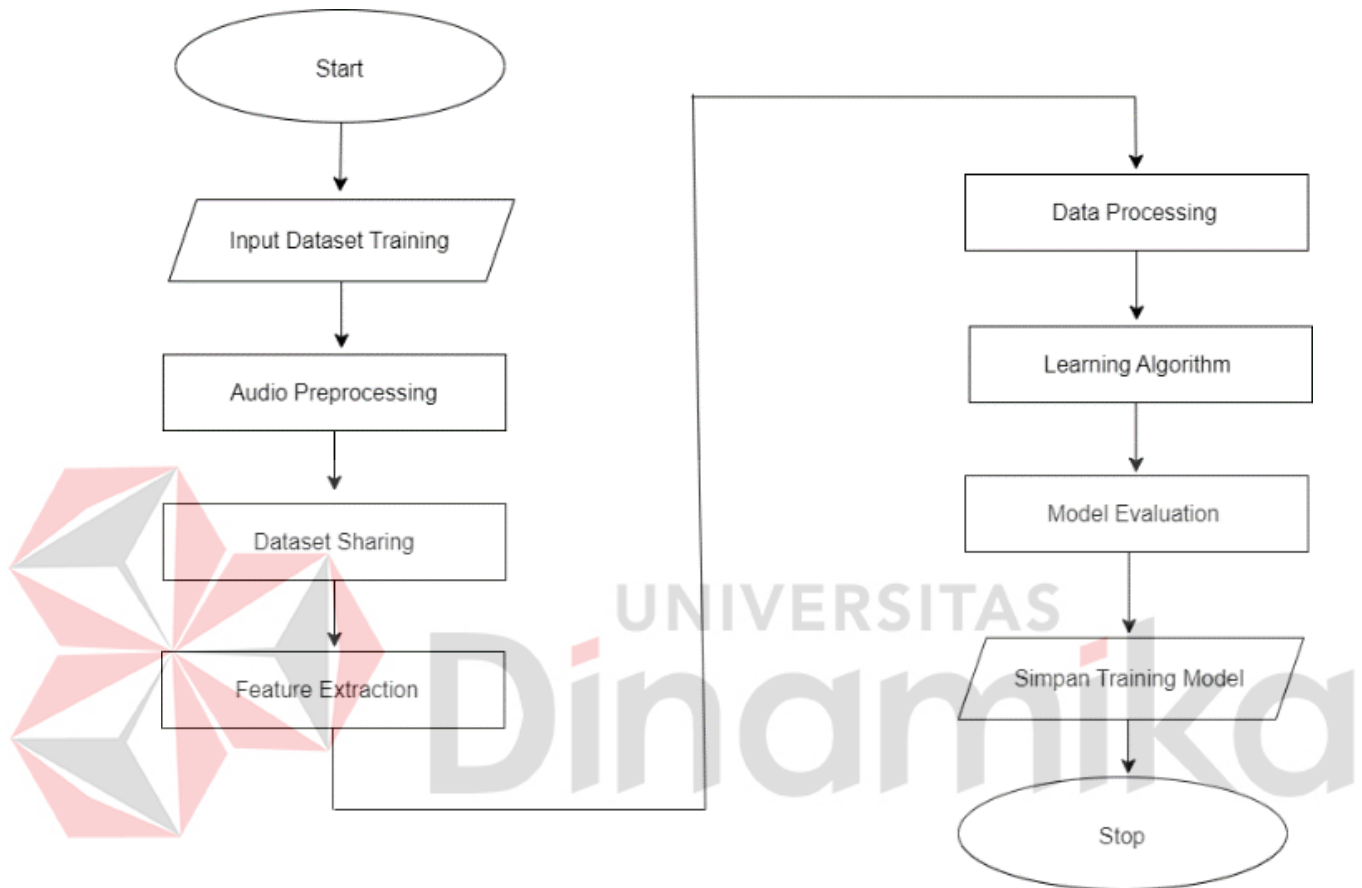 Start
Input Dataset Training
Audio Preprocessing
Dataset Sharing
Feature Extraction
Data Processing
Learning Algorithm
Model Evaluation
Simpan Training Model
Stop
UNIVERSITAS
Dinamika